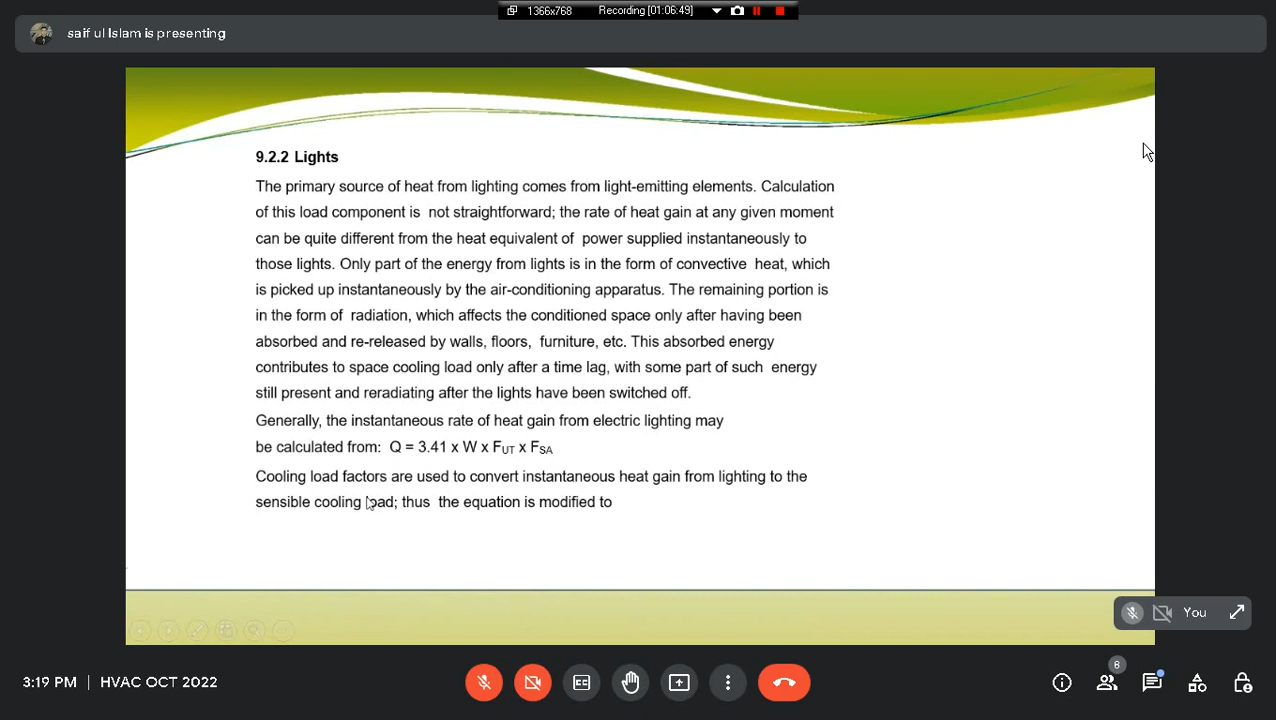 1366x768 Recording [01:06:49]
saif ul Islam is presenting
9.2.2 Lights
The primary source of heat from lighting comes from light-emitting elements. Calculation
of this load component is not straightforward; the rate of heat gain at any given moment
can be quite different from the heat equivalent of power supplied instantaneously to
those lights. Only part of the energy from lights is in the form of convective heat, which
is picked up instantaneously by the air-conditioning apparatus. The remaining portion is
in the form of radiation, which affects the conditioned space only after having been
absorbed and re-released by walls, floors, furniture, etc. This absorbed energy
contributes to space cooling load only after a time lag, with some part of such energy
still present and reradiating after the lights have been switched off.
Generally, the instantaneous rate of heat gain from electric lighting may
be calculated from: Q = 3.41 x W x FUT x FSA
Cooling load factors are used to convert instantaneous heat gain from lighting to the
sensible cooling load; thus the equation is modified to
You
3:19 PM | HVAC OCT 2022
CC
8